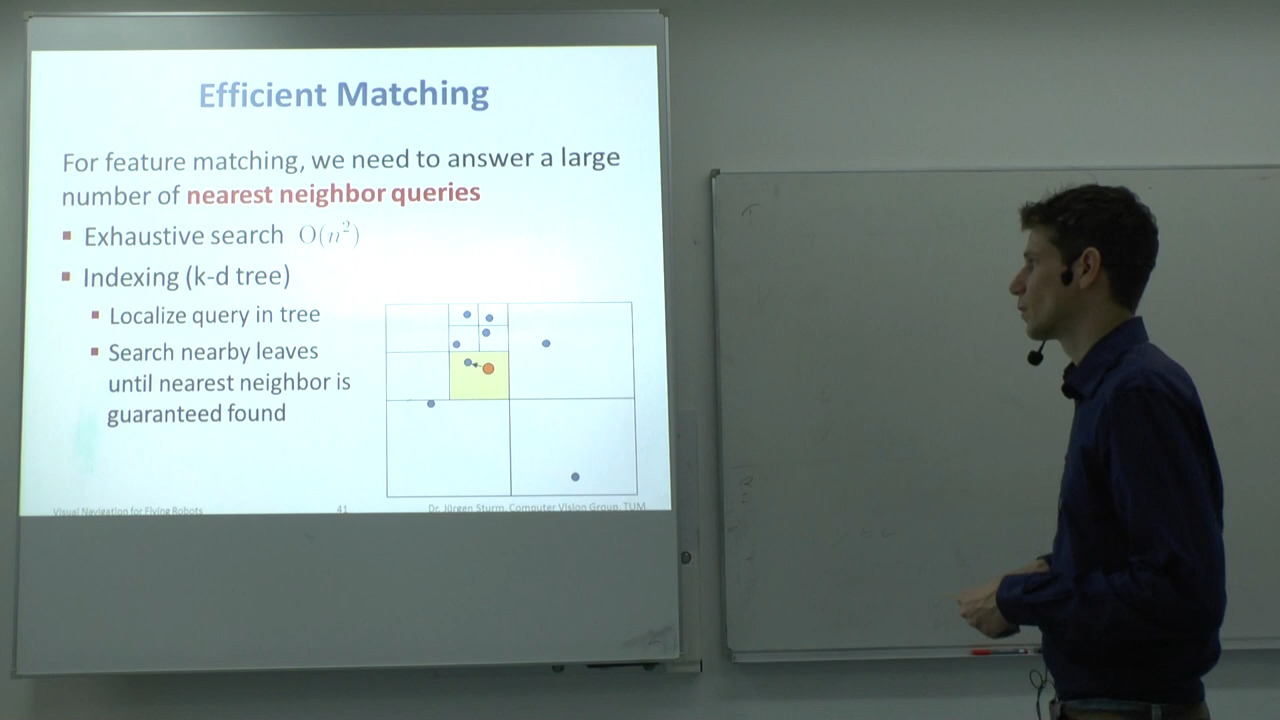 Efficient Matching
For feature matching, we need to answer a large
number of nearest neighbor queries
Exhaustive search O(n²)
Indexing (k-d tree)
Localize query in tree
Search nearby leaves
until nearest neighbor is
guaranteed found
Visual Navigation for Flying Robots 41 Dr. Jürgen Sturm, Computer Vision Group, TUM